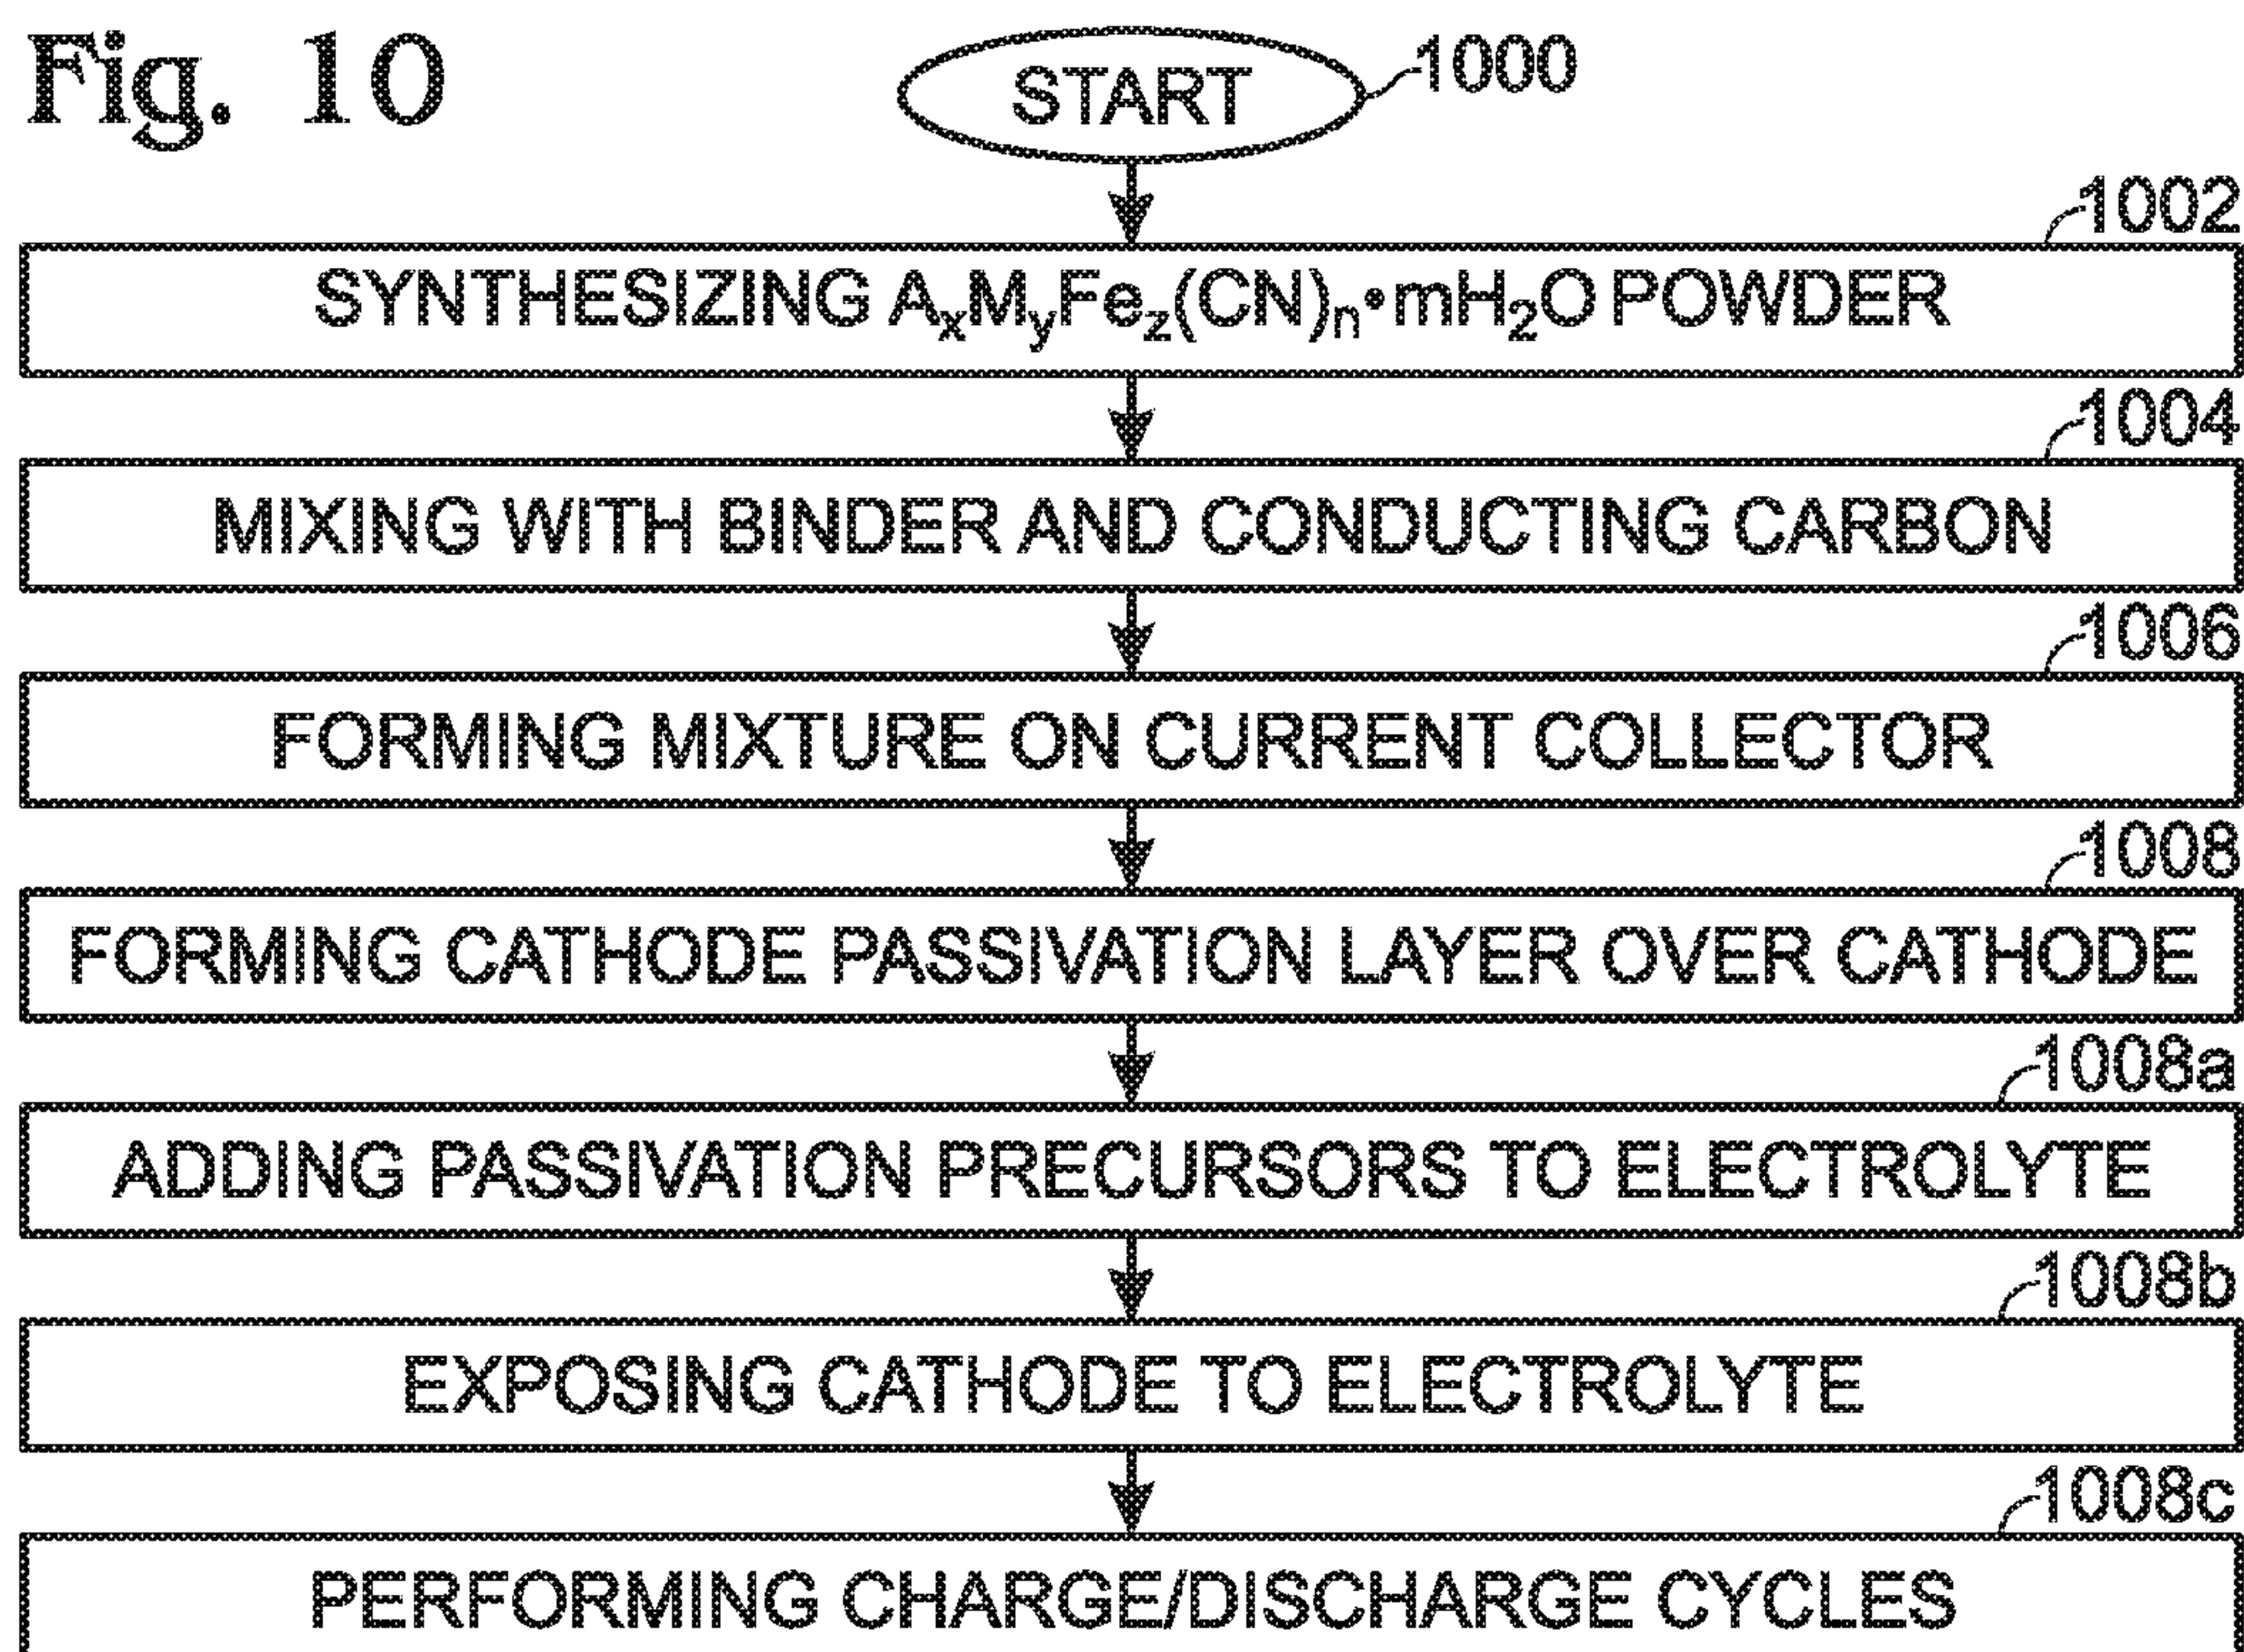 Fig. 10
START
1000
1002
SYNTHESIZING AₓMᵧFe_z(CN)ₙ•mH₂O POWDER
1004
MIXING WITH BINDER AND CONDUCTING CARBON
1006
FORMING MIXTURE ON CURRENT COLLECTOR
1008
FORMING CATHODE PASSIVATION LAYER OVER CATHODE
1008a
ADDING PASSIVATION PRECURSORS TO ELECTROLYTE
1008b
EXPOSING CATHODE TO ELECTROLYTE
1008c
PERFORMING CHARGE/DISCHARGE CYCLES